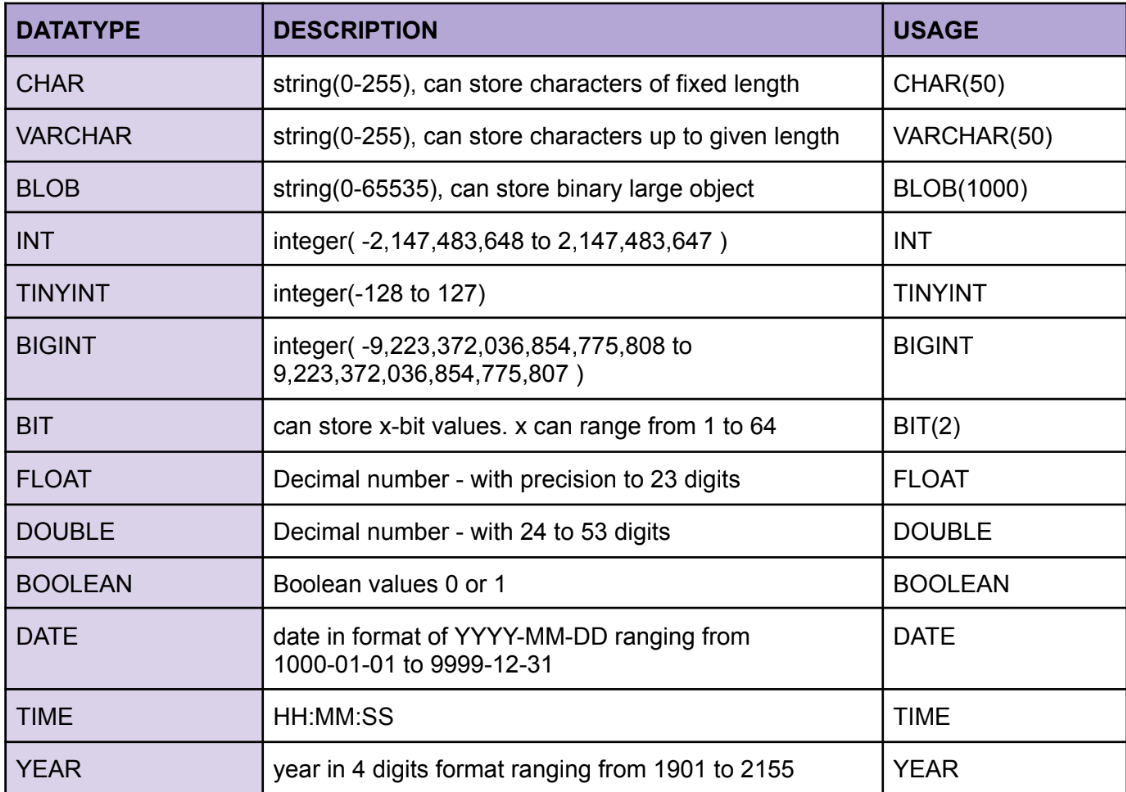 DATATYPE DESCRIPTION USAGE
CHAR string(0-255), can store characters of fixed length CHAR(50)
VARCHAR string(0-255), can store characters up to given length VARCHAR(50)
BLOB string(0-65535), can store binary large object BLOB(1000)
INT integer( -2,147,483,648 to 2,147,483,647 ) INT
TINYINT integer(-128 to 127) TINYINT
BIGINT integer( -9,223,372,036,854,775,808 to BIGINT
9,223,372,036,854,775,807 )
BIT can store x-bit values. x can range from 1 to 64 BIT(2)
FLOAT Decimal number - with precision to 23 digits FLOAT
DOUBLE Decimal number - with 24 to 53 digits DOUBLE
BOOLEAN Boolean values 0 or 1 BOOLEAN
DATE date in format of YYYY-MM-DD ranging from DATE
1000-01-01 to 9999-12-31
TIME HH:MM:SS TIME
YEAR year in 4 digits format ranging from 1901 to 2155 YEAR